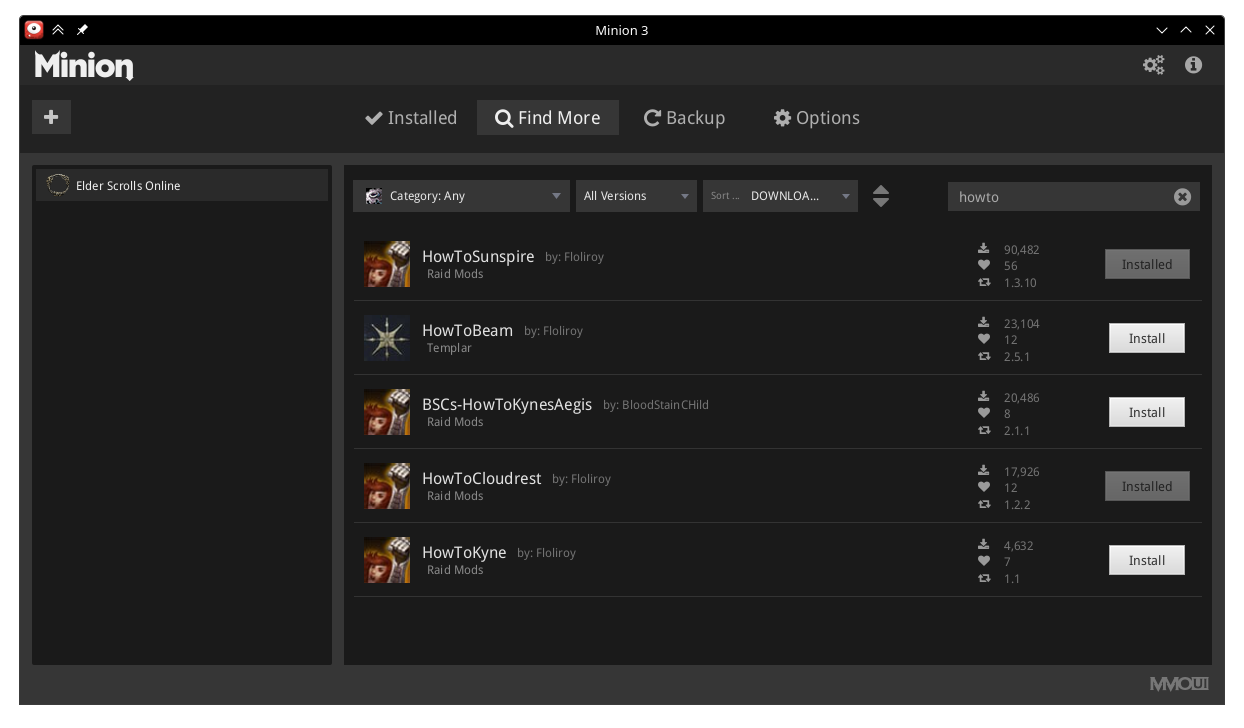 Minion 3
Minion
Installed
Find More
Backup
Options
Elder Scrolls Online
Category: Any
All Versions
Sort ... DOWNLOA...
howto
HowToSunspire by: Floliroy
Raid Mods
90,482
56
1.3.10
Installed
HowToBeam by: Floliroy
Templar
23,104
12
2.5.1
Install
BSCs-HowToKynesAegis by: BloodStainCHild
Raid Mods
20,486
8
2.1.1
Install
HowToCloudrest by: Floliroy
Raid Mods
17,926
12
1.2.2
Installed
HowToKyne by: Floliroy
Raid Mods
4,632
7
1.1
Install
MMOUI